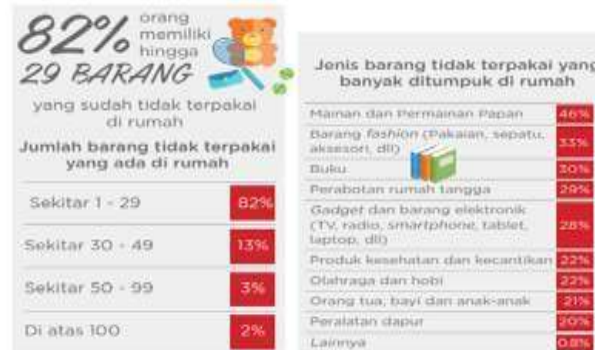 82% orang
memiliki
hingga
29 BARANG
yang sudah tidak terpakai
di rumah
Jumlah barang tidak terpakai
yang ada di rumah
Sekitar 1 - 29 82%
Sekitar 30 - 49 13%
Sekitar 50 - 99 3%
Di atas 100 2%
Jenis barang tidak terpakai yang
banyak ditumpuk di rumah
Mainan dan Permainan Papan 46%
Barang fashion (Pakaian, sepatu,
aksesori, dll) 33%
Buku 30%
Perabotan rumah tangga 29%
Gadget dan barang elektronik
(TV, radio, smartphone, tablet,
laptop, dll) 28%
Produk kesehatan dan kecantikan 22%
Olahraga dan hobi 22%
Orang tua, bayi dan anak-anak 21%
Peralatan dapur 20%
Lainnya 0.8%